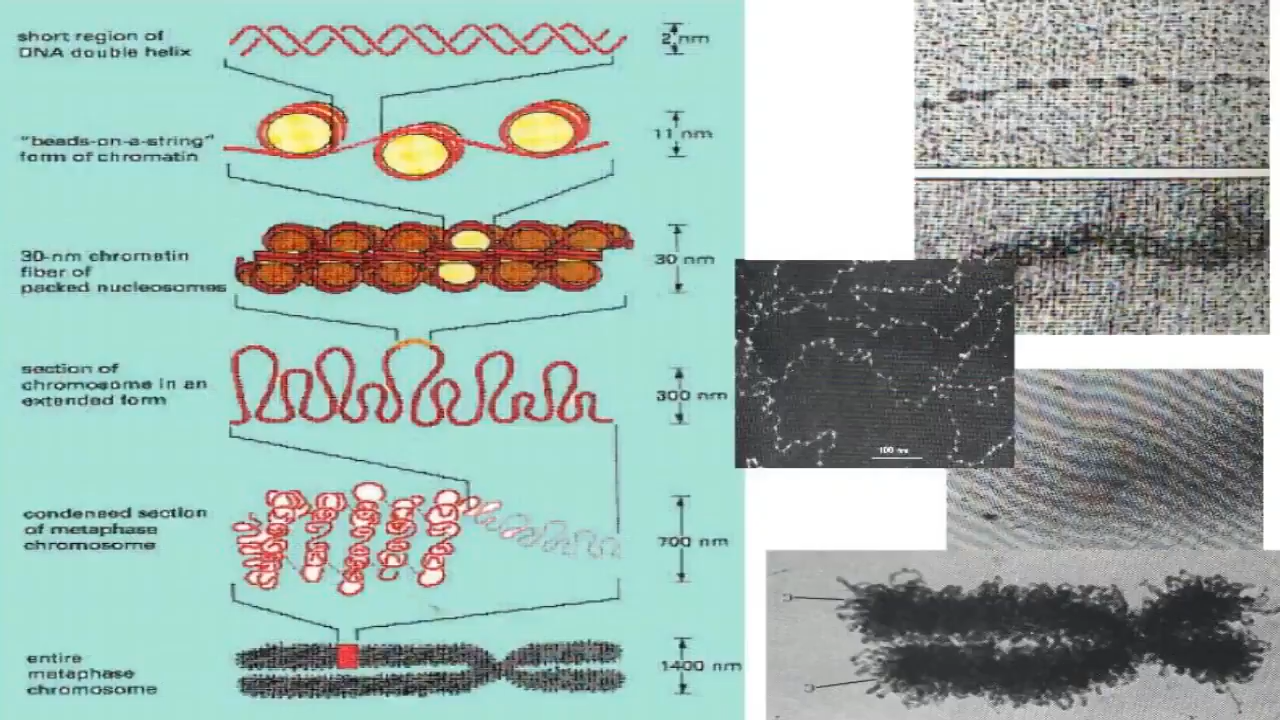 short region of
DNA double helix
2 nm
"beads-on-a-string"
form of chromatin
11 nm
30-nm chromatin
fiber of
packed nucleosomes
30 nm
section of
chromosome in an
extended form
300 nm
100 nm
condensed section
of metaphase
chromosome
700 nm
entire
metaphase
chromosome
1400 nm